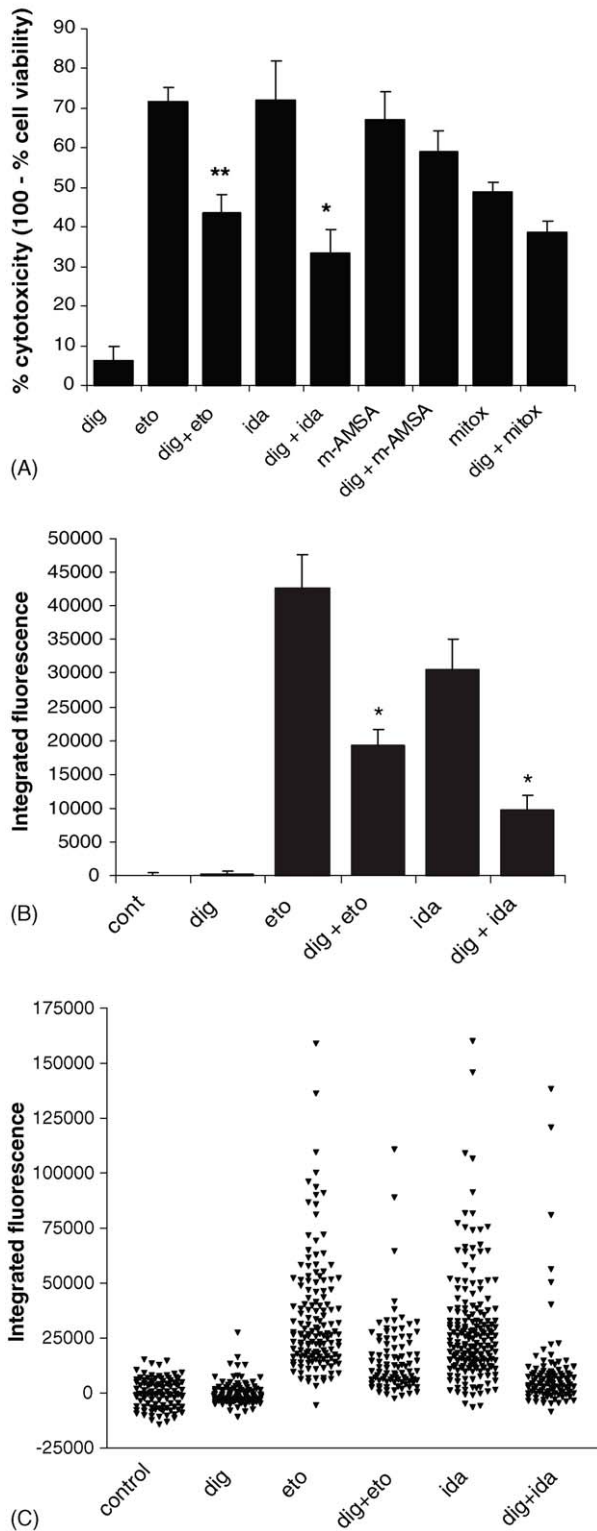 % cytotoxicity (100 - % cell viability)
90
80
70
60
50
40
30
20
10
0
**
*
dig
eto
dig+eto
ida
dig + ida
m-AMSA
dig + m-AMSA
mitox
dig + mitox
(A)
Integrated fluorescence
50000
45000
40000
35000
30000
25000
20000
15000
10000
5000
0
*
*
cont
dig
eto
dig + eto
ida
dig + ida
(B)
Integrated fluorescence
175000
150000
125000
100000
75000
50000
25000
0
-25000
control
dig
eto
dig+eto
ida
dig+ida
(C)